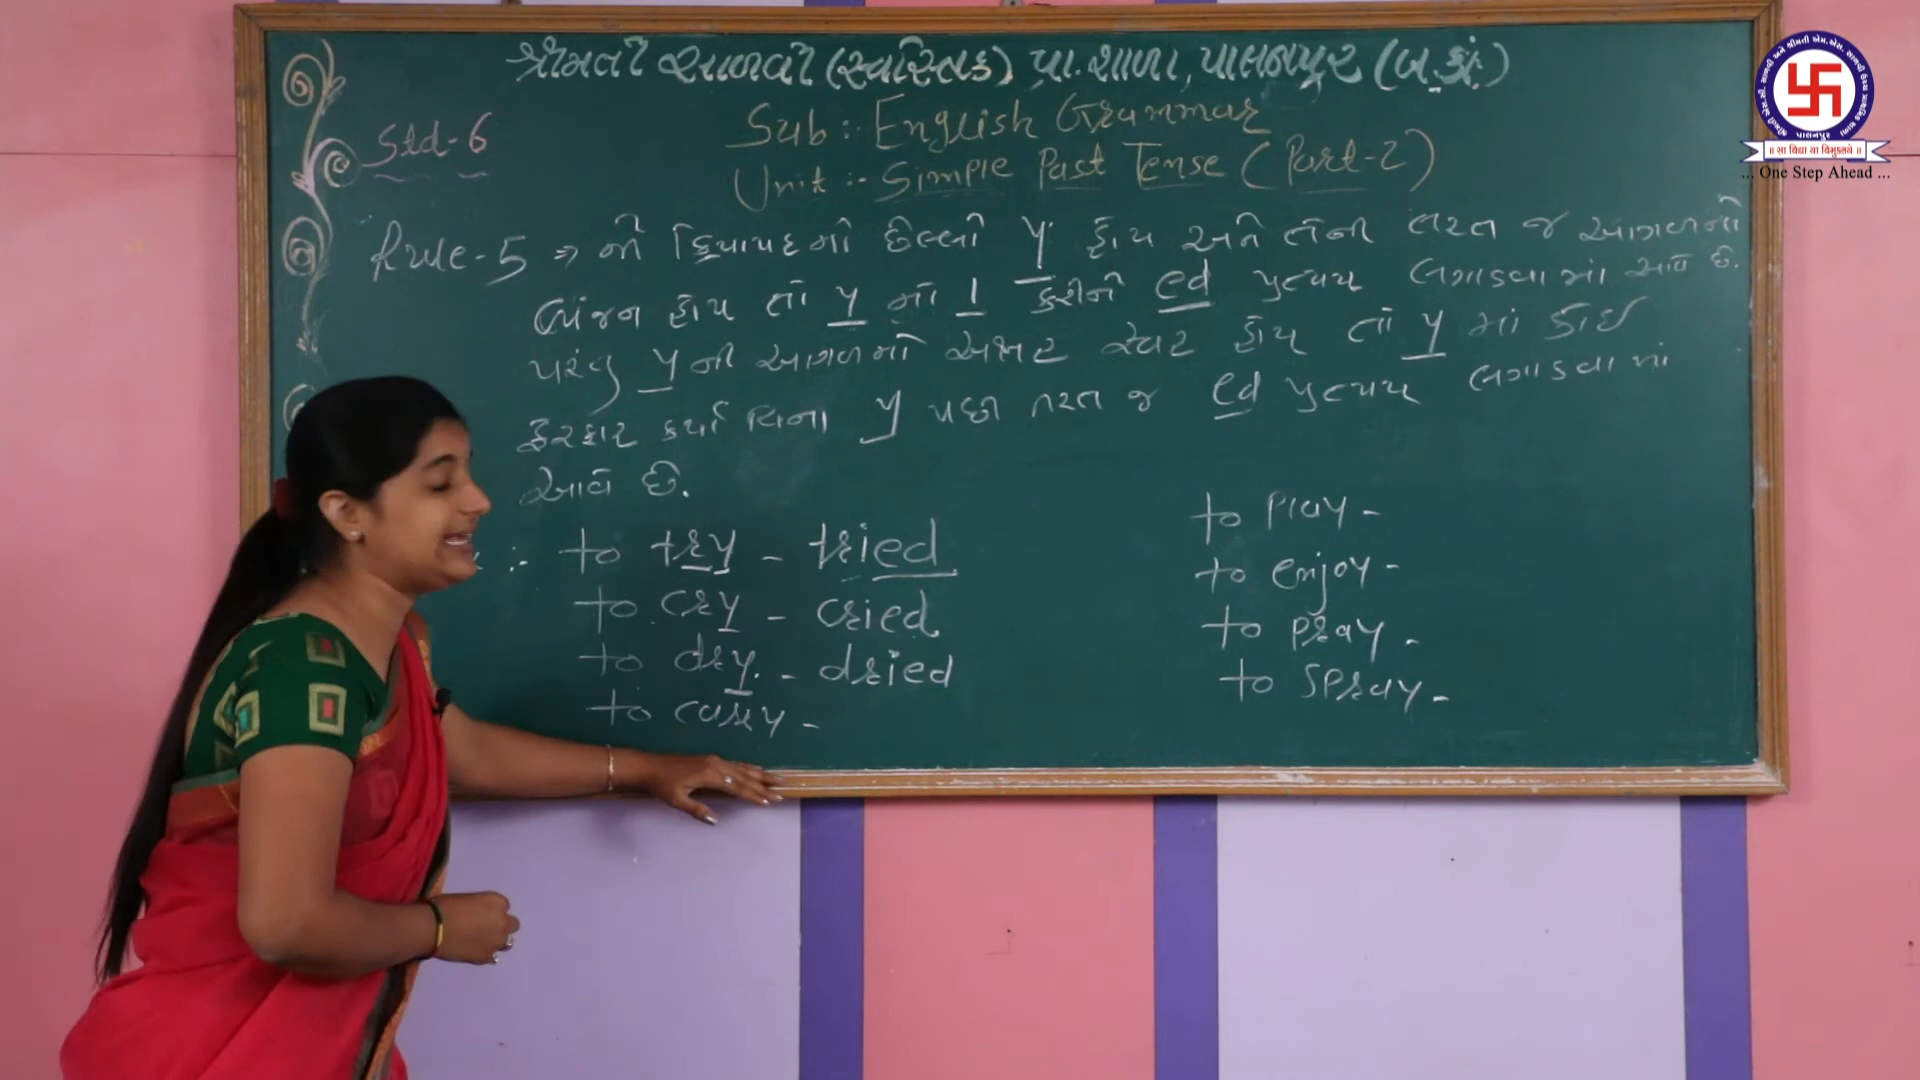 શ્રીમતી સાળવી (સ્વસ્તિક) પ્રા. શાળા, પાલનપુર (બ.કાં.)
Sub :- English Grammar
Std - 6
Unit :- Simple Past Tense (Part-2)
Rule-5 ⇒ જો ક્રિયાપદનો છેલ્લો y હોય અને તેની તરત જ આગળનો
વ્યંજન હોય તો y નો i કરીને ed પ્રત્યય લગાડવામાં આવે છે.
પરંતુ y ની આગળનો અક્ષર સ્વર હોય તો y માં કોઈ
ફેરફાર કર્યા વિના y પછી તરત જ ed પ્રત્યય લગાડવામાં
આવે છે.
:- to try - tried
to cry - cried
to dry - dried
to carry -
to play -
to enjoy -
to pray -
to spray -
પાલનપુર
॥ सा विद्या या विमुक्तये ॥
... One Step Ahead ...